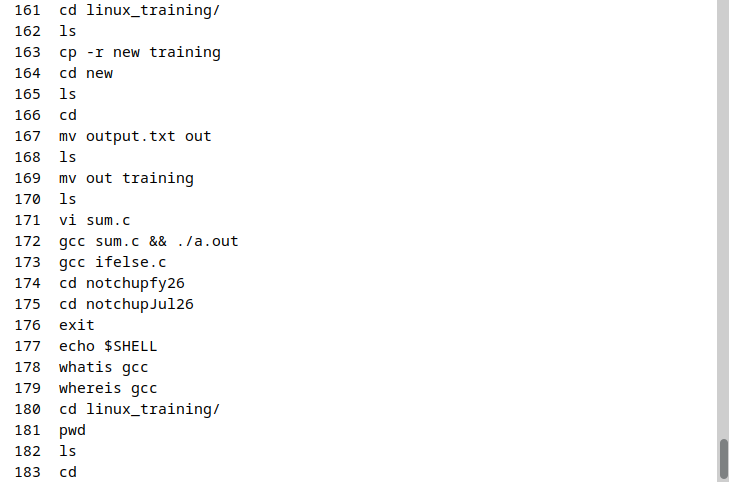 161  cd linux_training/
162  ls
163  cp -r new training
164  cd new
165  ls
166  cd
167  mv output.txt out
168  ls
169  mv out training
170  ls
171  vi sum.c
172  gcc sum.c && ./a.out
173  gcc ifelse.c
174  cd notchupfy26
175  cd notchupJul26
176  exit
177  echo $SHELL
178  whatis gcc
179  whereis gcc
180  cd linux_training/
181  pwd
182  ls
183  cd